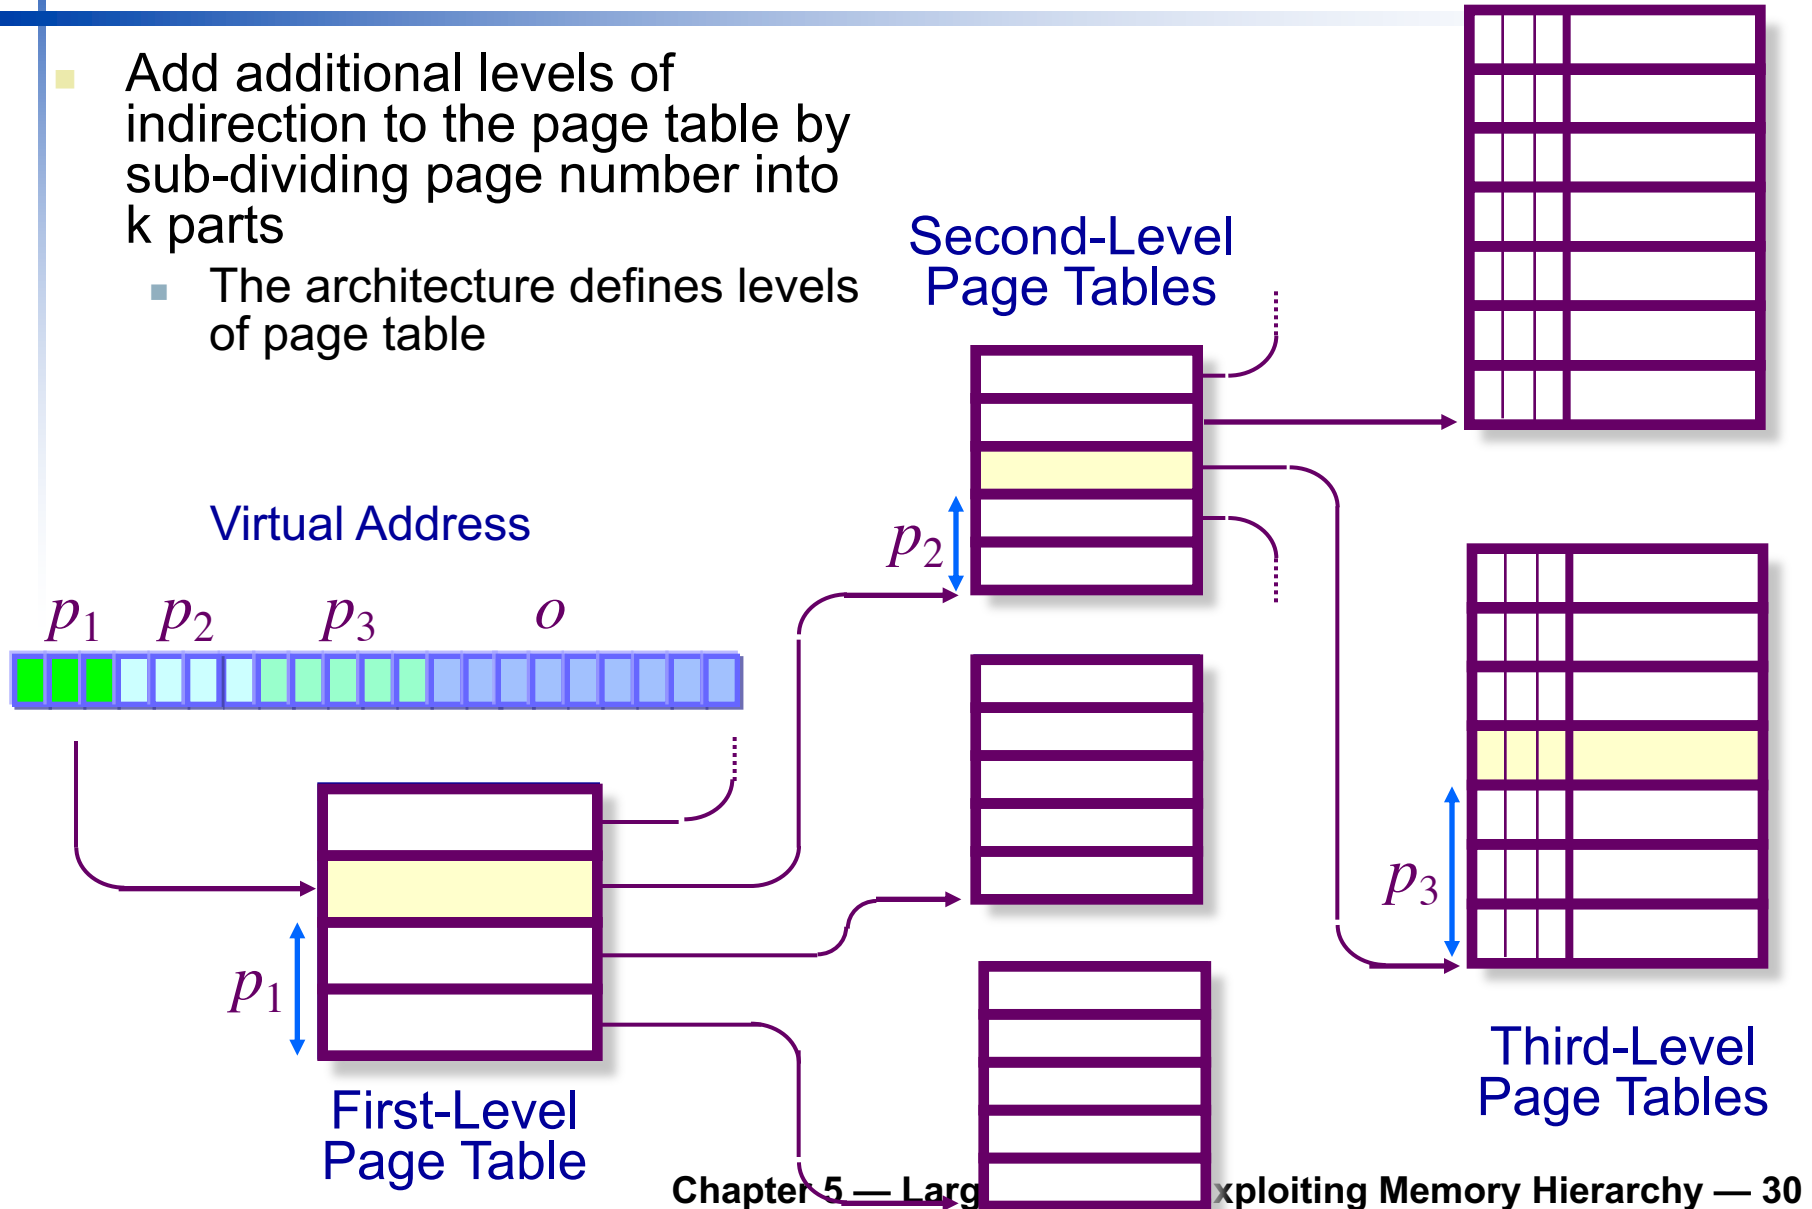 Add additional levels of
indirection to the page table by
sub-dividing page number into
k parts
The architecture defines levels
of page table
Second-Level
Page Tables
Virtual Address
p1 p2 p3 o
p2
p1
p3
First-Level
Page Table
Third-Level
Page Tables
Chapter 5 — Larg xploiting Memory Hierarchy — 30